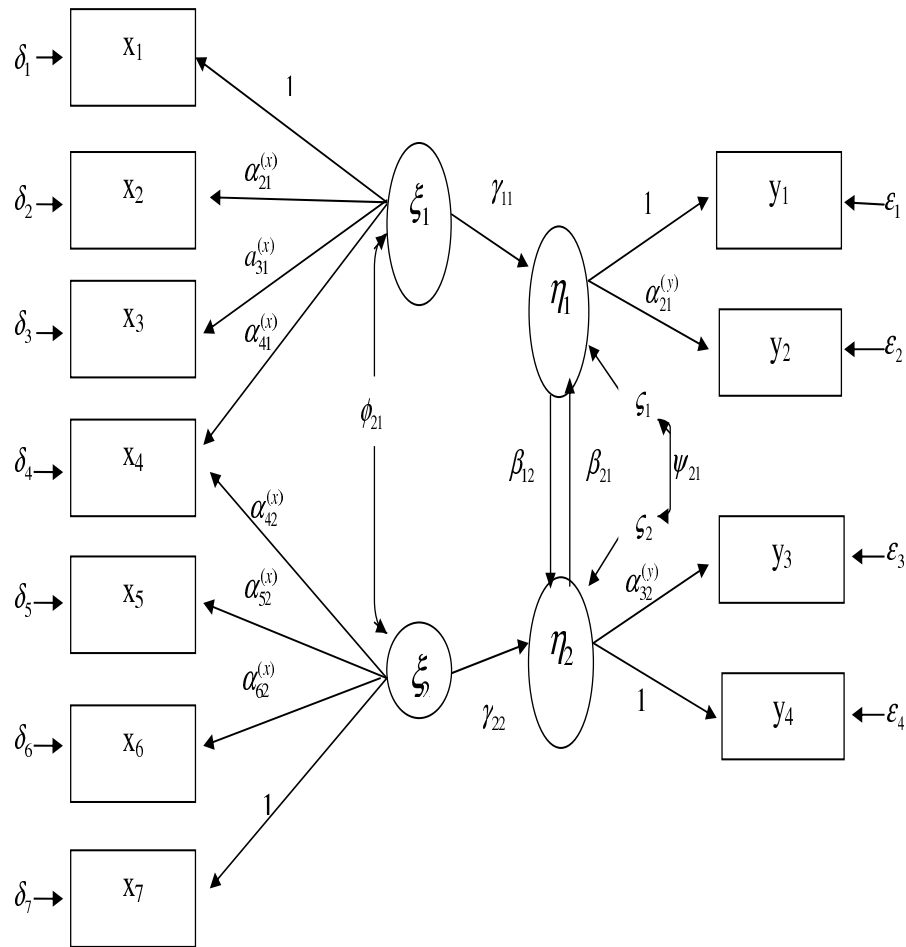 δ₁ x₁
1
δ₂ x₂ α₂₁⁽ˣ⁾
δ₃ x₃ a₃₁⁽ˣ⁾
α₄₁⁽ˣ⁾
δ₄ x₄
α₄₂⁽ˣ⁾
δ₅ x₅ α₅₂⁽ˣ⁾
α₆₂⁽ˣ⁾
δ₆ x₆
1
δ₇ x₇
ξ₁
ϕ₂₁
ξ₂
γ₁₁
γ₂₂
η₁
β₁₂ β₂₁
η₂
ς₁
ψ₂₁
ς₂
1
y₁ ε₁
α₂₁⁽ʸ⁾
y₂ ε₂
α₃₂⁽ʸ⁾
y₃ ε₃
1
y₄ ε₄